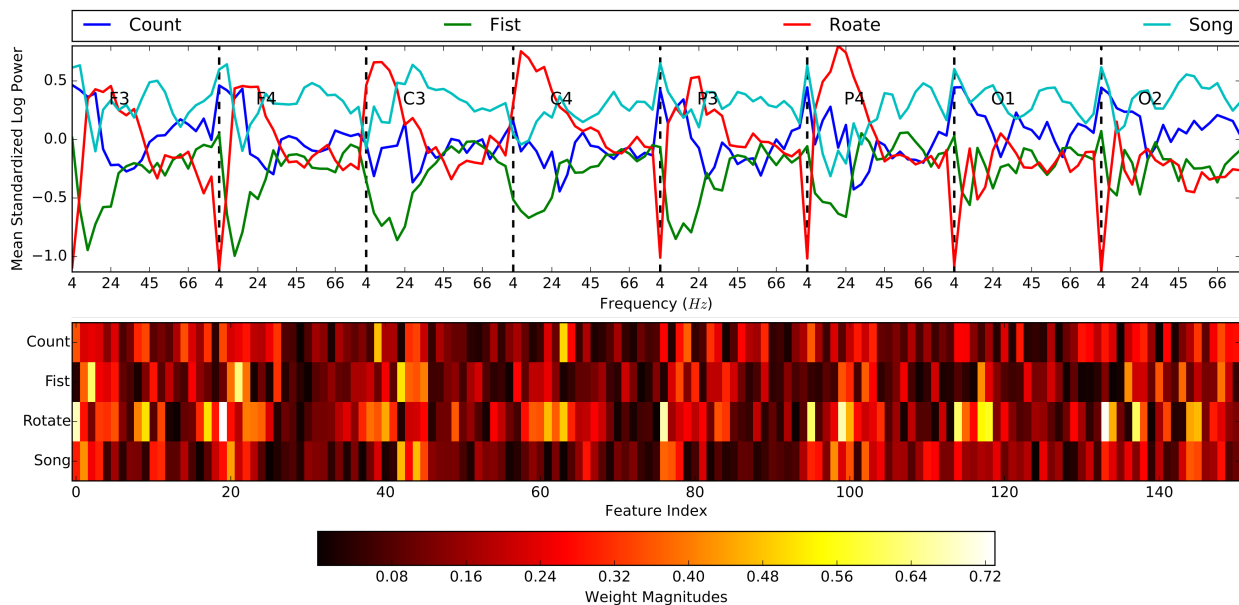 Count Fist Roate Song
Mean Standardized Log Power
0.5
0.0
−0.5
−1.0
F3 F4 C3 C4 P3 P4 O1 O2
4 24 45 66 4 24 45 66 4 24 45 66 4 24 45 66 4 24 45 66 4 24 45 66 4 24 45 66 4 24 45 66
Frequency (Hz)
Count
Fist
Rotate
Song
0 20 40 60 80 100 120 140
Feature Index
0.08 0.16 0.24 0.32 0.40 0.48 0.56 0.64 0.72
Weight Magnitudes